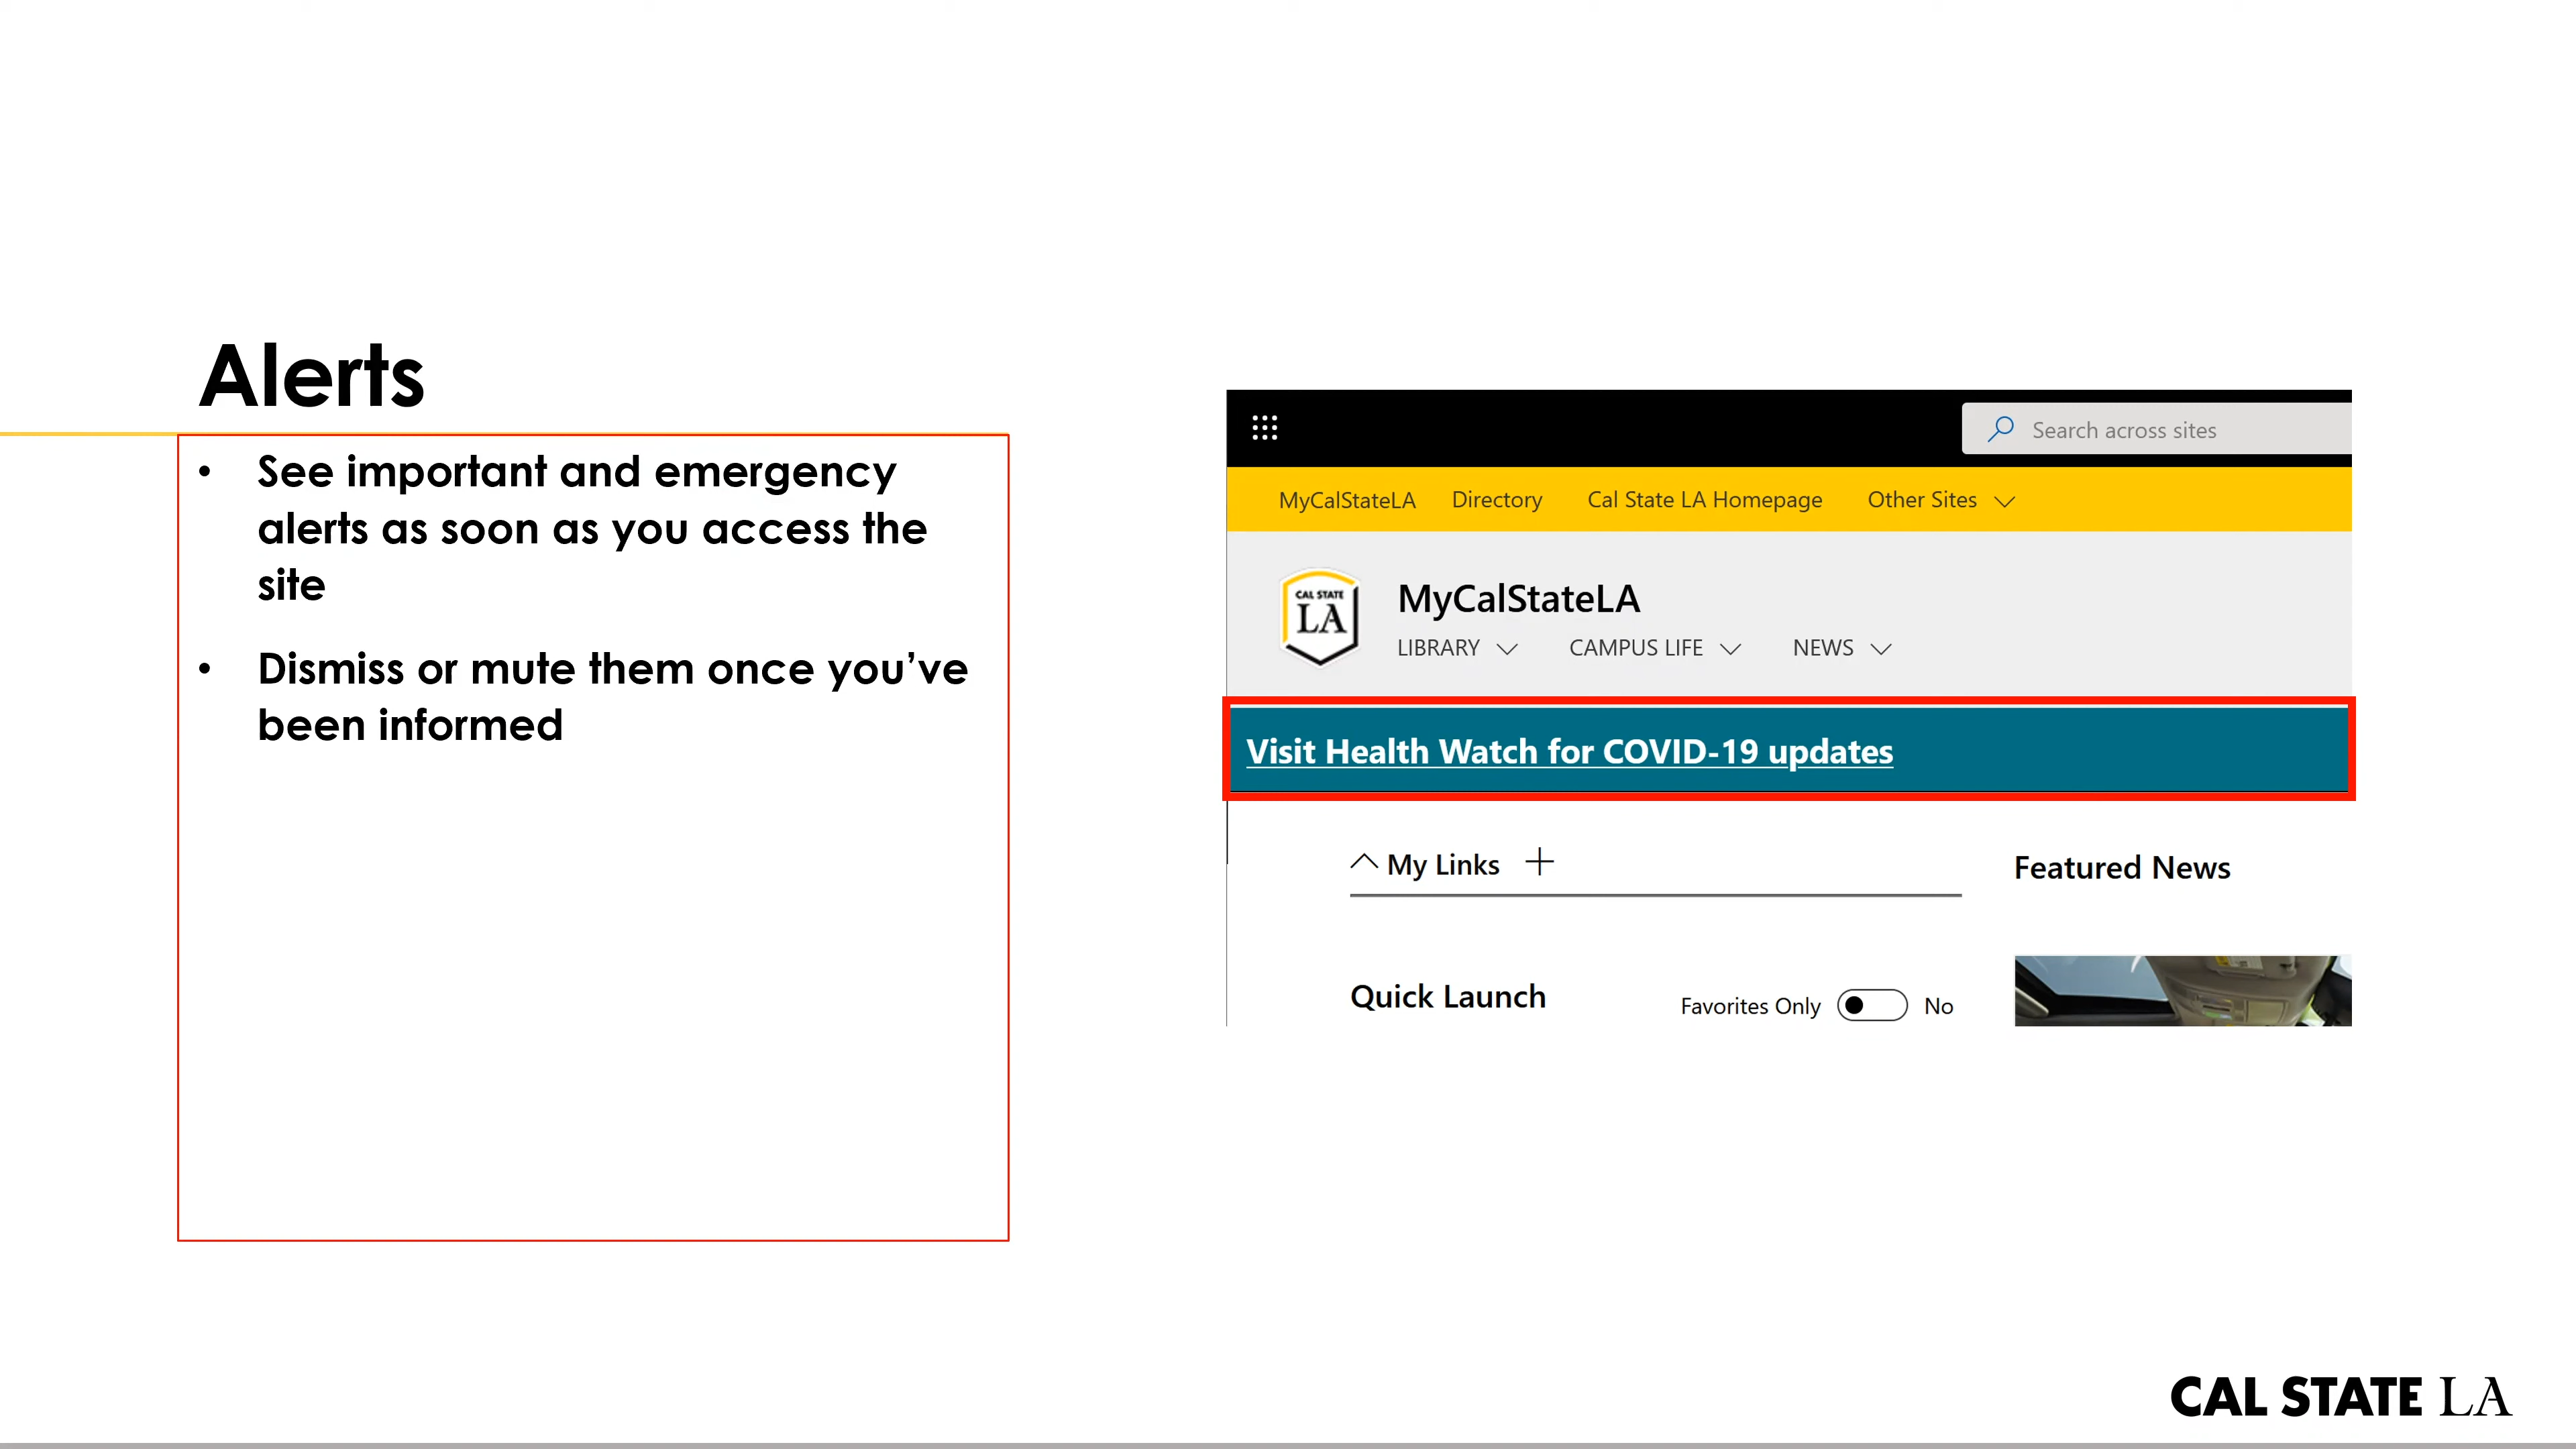 Alerts
• See important and emergency
alerts as soon as you access the
site
• Dismiss or mute them once you’ve
been informed
Search across sites
MyCalStateLA Directory Cal State LA Homepage Other Sites
CAL STATE
LA
MyCalStateLA
LIBRARY CAMPUS LIFE NEWS
Visit Health Watch for COVID-19 updates
My Links
Featured News
Quick Launch
Favorites Only No
CAL STATE LA